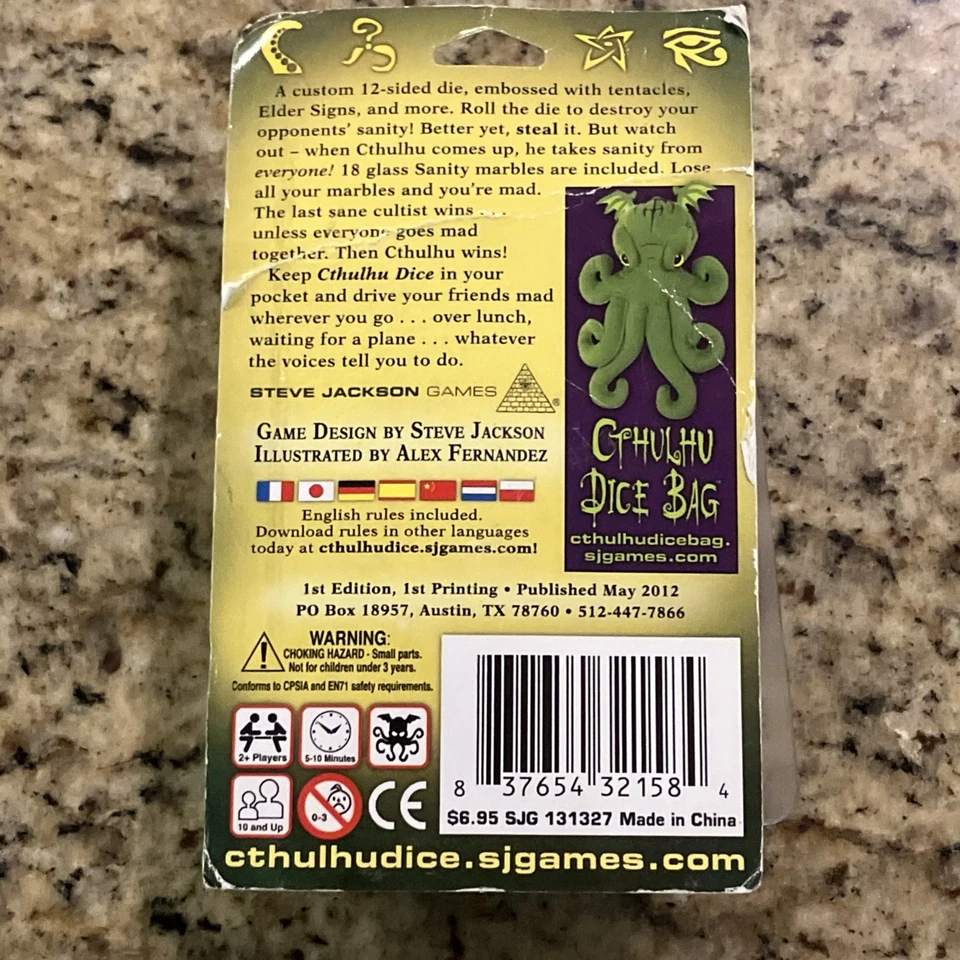 A custom 12-sided die, embossed with tentacles,
Elder Signs, and more. Roll the die to destroy your
opponents' sanity! Better yet, steal it. But watch
out – when Cthulhu comes up, he takes sanity from
everyone! 18 glass Sanity marbles are included. Lose
all your marbles and you're mad.
The last sane cultist wins . . .
unless everyone goes mad
together. Then Cthulhu wins!
Keep Cthulhu Dice in your
pocket and drive your friends mad
wherever you go . . . over lunch,
waiting for a plane . . . whatever
the voices tell you to do.
STEVE JACKSON GAMES ®
GAME DESIGN BY STEVE JACKSON
ILLUSTRATED BY ALEX FERNANDEZ
English rules included.
Download rules in other languages
today at cthulhudice.sjgames.com!
CTHULHU
DICE BAG
cthulhudicebag.
sjgames.com
1st Edition, 1st Printing • Published May 2012
PO Box 18957, Austin, TX 78760 • 512-447-7866
WARNING:
CHOKING HAZARD - Small parts.
Not for children under 3 years.
Conforms to CPSIA and EN71 safety requirements.
2+ Players
5-10 Minutes
10 and Up
0-3
CE
8 37654 32158 4
$6.95 SJG 131327 Made in China
cthulhudice.sjgames.com